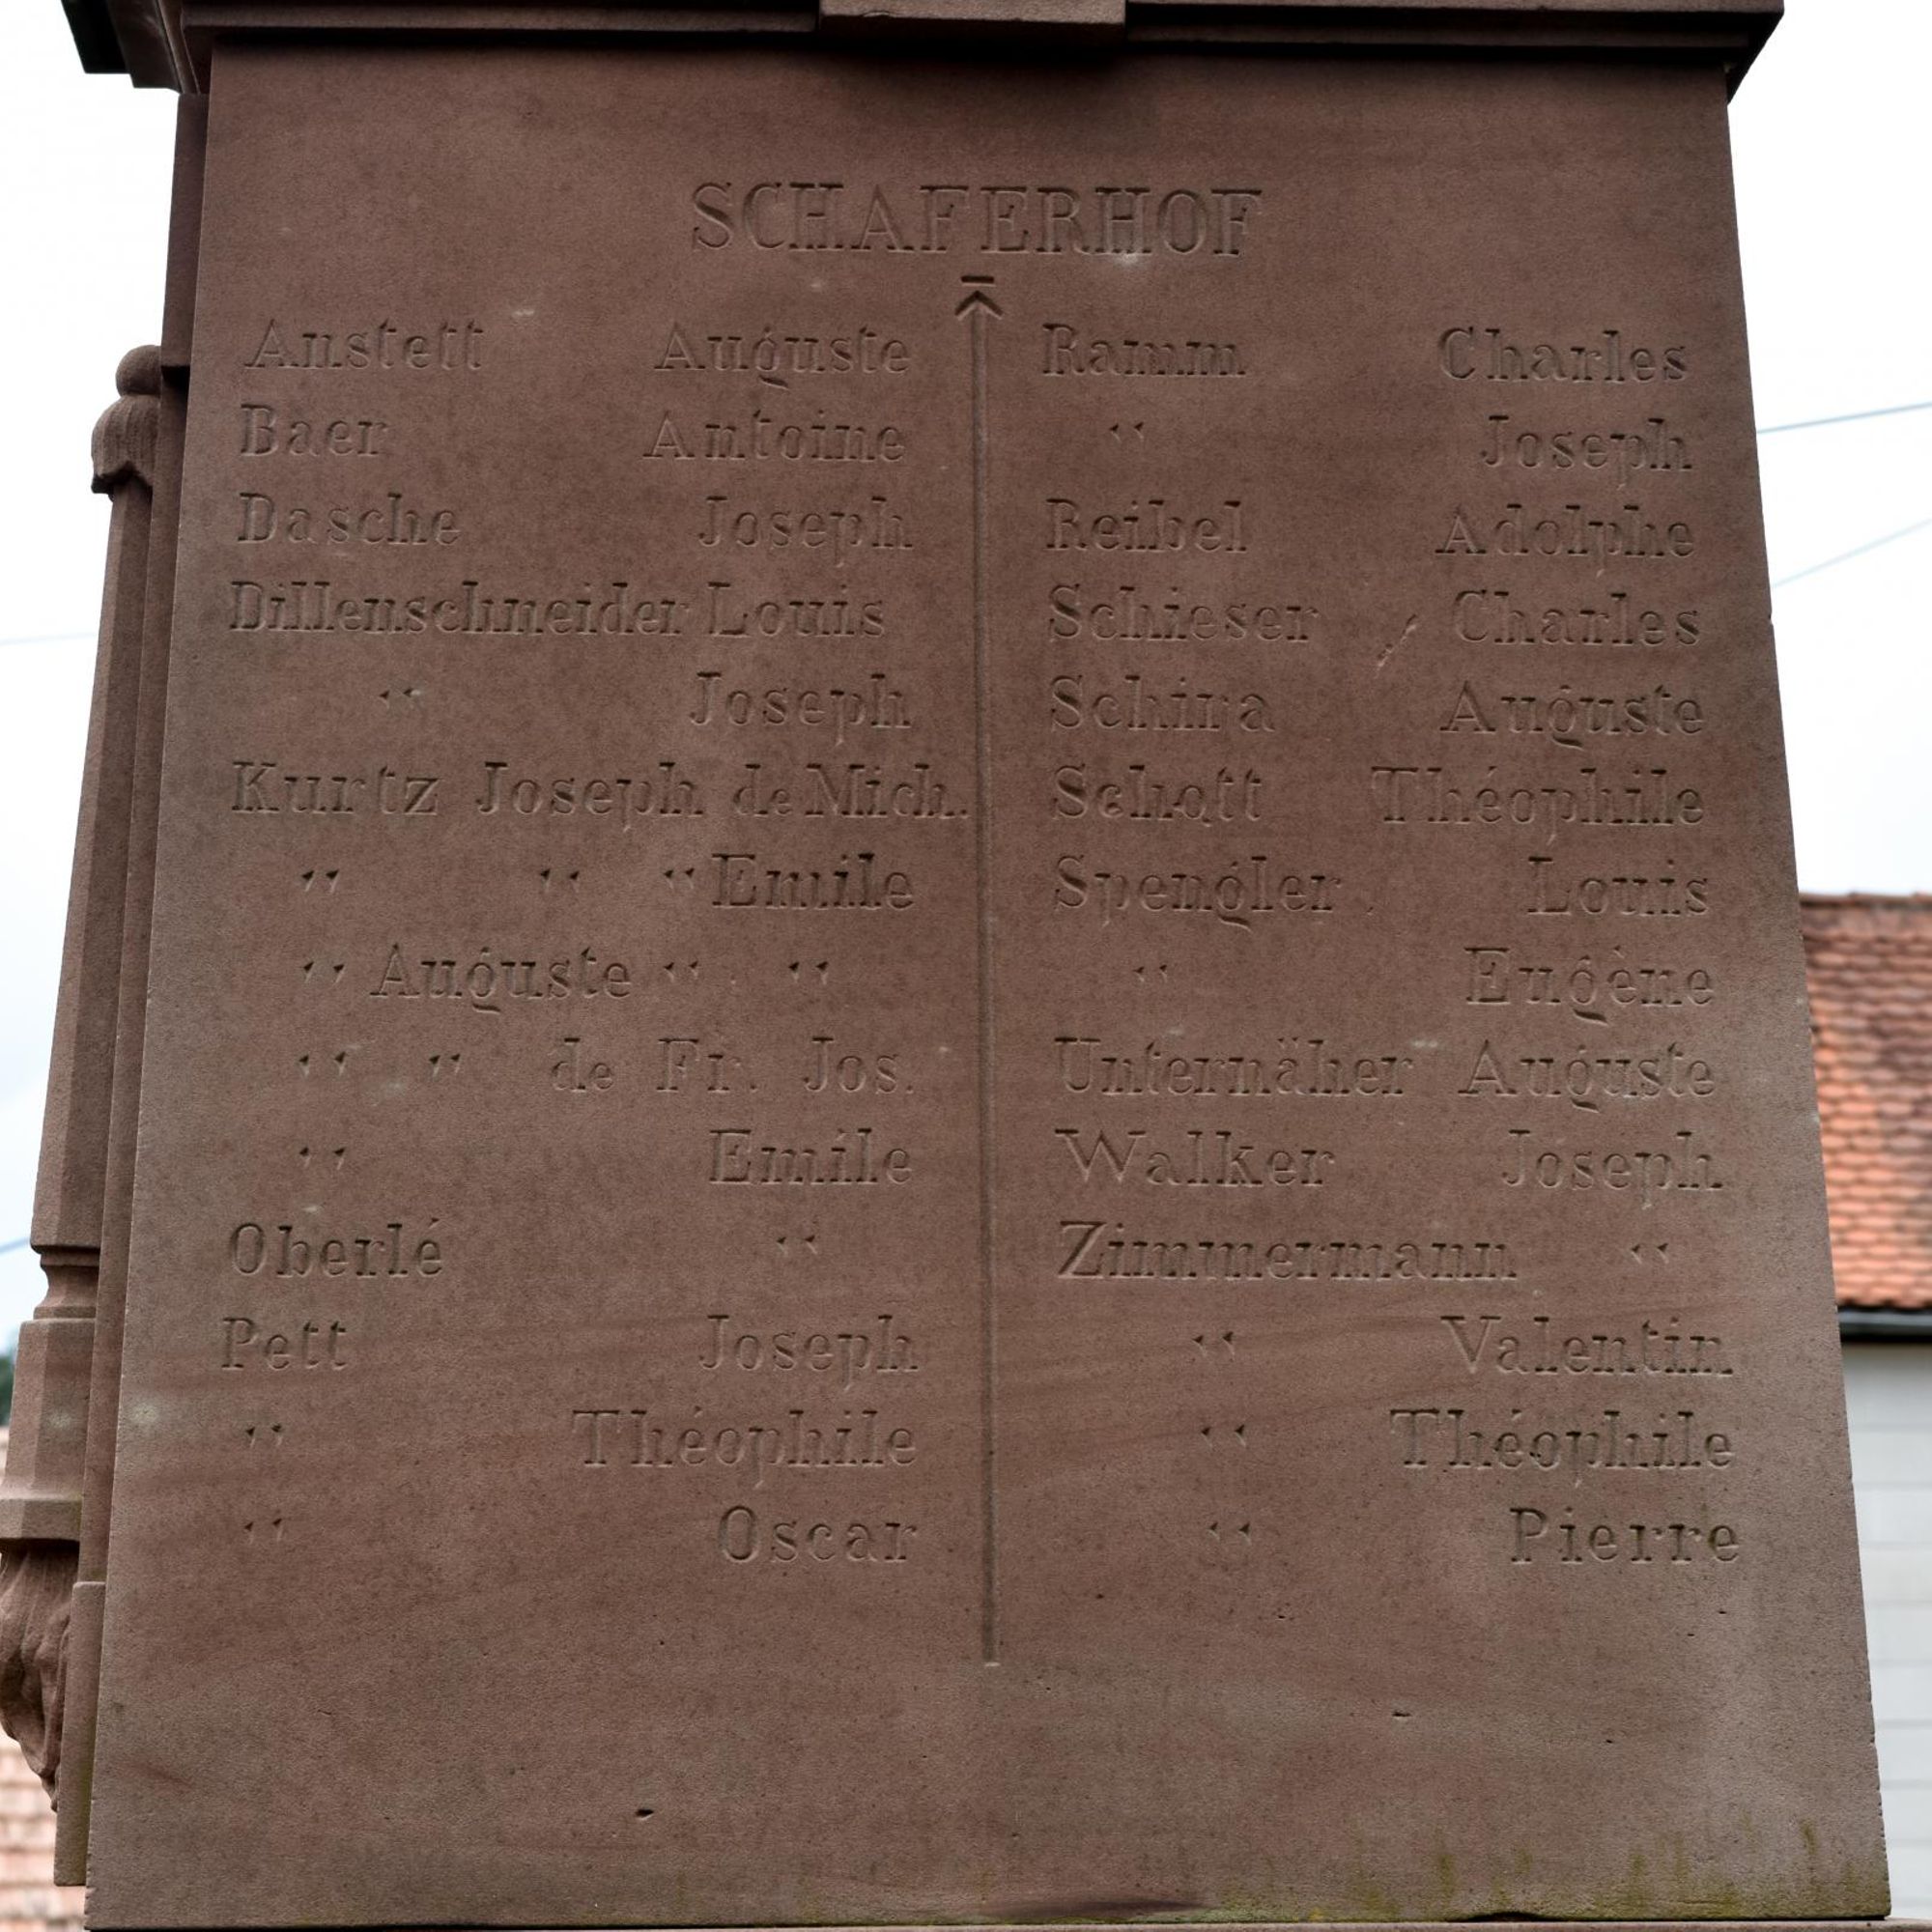 SCHAFERHOF
Anstett Auguste
Baer Antoine
Dasche Joseph
Dillenschneider Louis
" Joseph
Kurtz Joseph de Mich.
" " " Emile
" Auguste " "
" " de Fr. Jos.
" Emile
Oberlé "
Pett Joseph
" Théophile
" Oscar
Ramm Charles
" Joseph
Reibel Adolphe
Schieser Charles
Schira Auguste
Schott Théophile
Spengler Louis
" Eugène
Unternäher Auguste
Walker Joseph
Zimmermann "
" Valentin
" Théophile
" Pierre